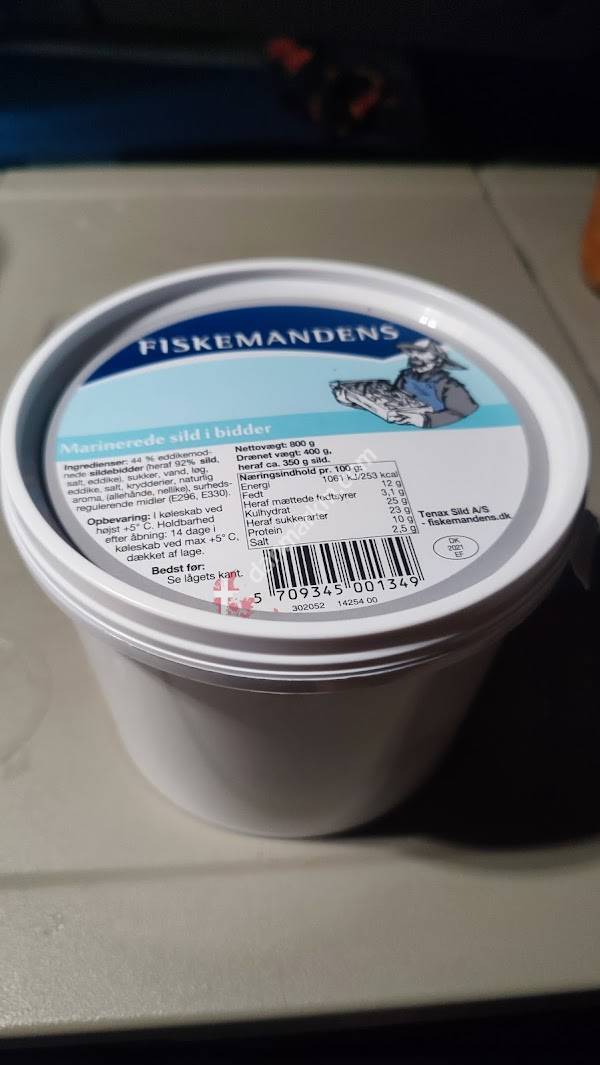 FISKEMANDENS
Marinerede sild i bidder
Ingredienser: 44 % eddikemod-
nede sildebidder (heraf 92% sild,
salt, eddike), sukker, vand, løg,
eddike, salt, krydderier, naturlig
aroma, (allehånde, nellike), surheds-
regulerende midler (E296, E330).
Opbevaring: I køleskab ved
højst +5° C. Holdbarhed
efter åbning: 14 dage i
køleskab ved max +5° C,
dækket af lage.
Bedst før:
Se lågets kant.
Nettovægt: 800 g
Drænet vægt: 400 g,
heraf ca. 350 g sild.
Næringsindhold pr. 100 g:
Energi 1061 kJ/253 kcal
Fedt 12 g
Heraf mættede fedtsyrer 3,1 g
Kulhydrat 25 g
Heraf sukkerarter 23 g
Protein 10 g
Salt 2,5 g
Tenax Sild A/S
- fiskemandens.dk
DK
2021
EF
5 709345 001349
302052 14254 00